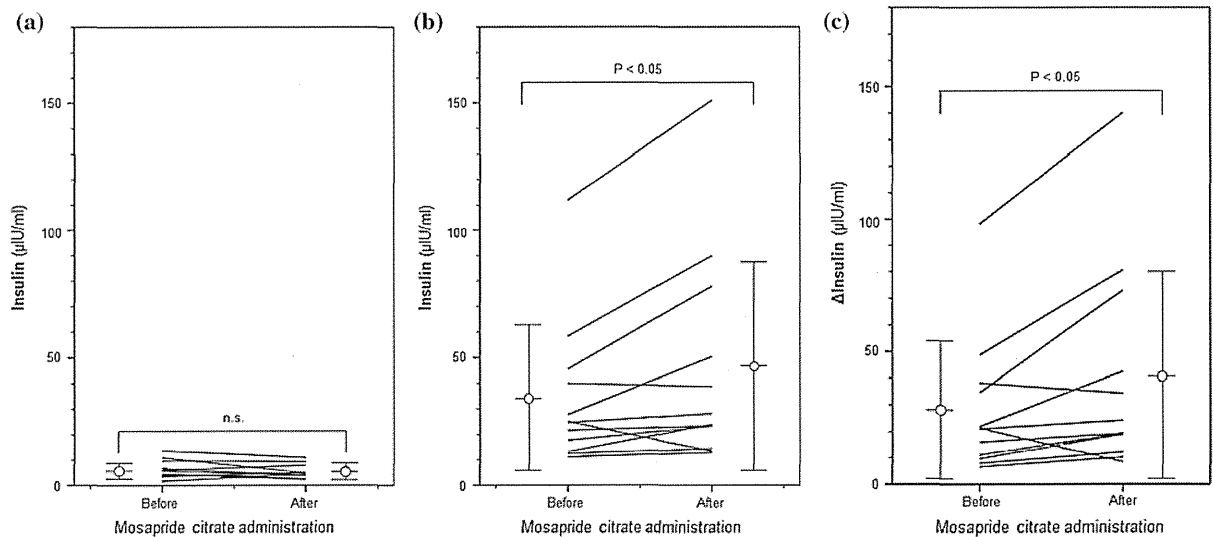 (a)
150
100
50
0
Insulin (µIU/ml)
n.s.
Before
After
Mosapride citrate administration
(b)
150
100
50
0
Insulin (µIU/ml)
P < 0.05
Before
After
Mosapride citrate administration
(c)
150
100
50
0
ΔInsulin (µIU/ml)
P < 0.05
Before
After
Mosapride citrate administration